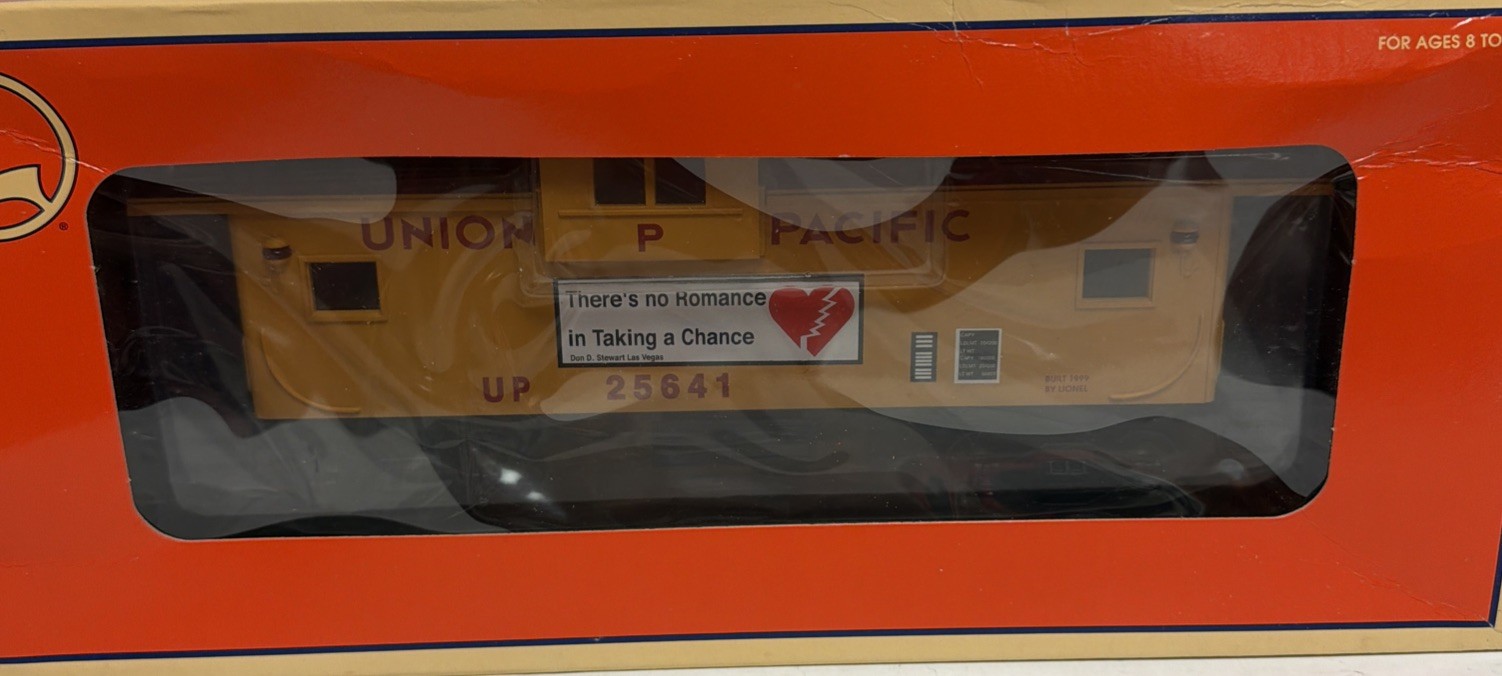 FOR AGES 8 TO
UNION P PACIFIC
There's no Romance
in Taking a Chance
Don D. Stewart Las Vegas
UP 25641
BUILT 1999
BY LIONEL
®